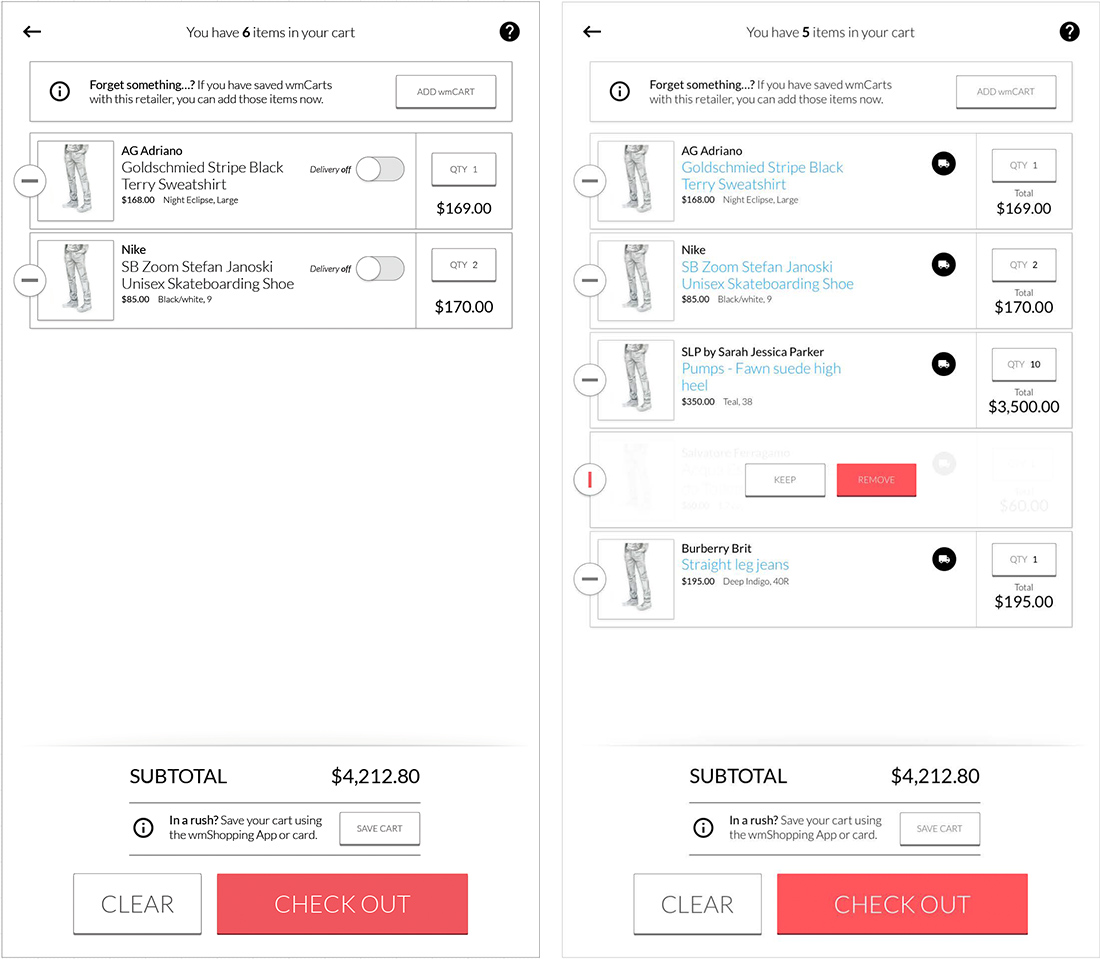 You have 6 items in your cart
Forget something...? If you have saved wmCarts
with this retailer, you can add those items now.
ADD wmCART
AG Adriano
Goldschmied Stripe Black
Terry Sweatshirt
$168.00 Night Eclipse, Large
Delivery off
QTY 1
$169.00
Nike
SB Zoom Stefan Janoski
Unisex Skateboarding Shoe
$85.00 Black/white, 9
Delivery off
QTY 2
$170.00
SUBTOTAL $4,212.80
In a rush? Save your cart using
the wmShopping App or card.
SAVE CART
CLEAR
CHECK OUT
You have 5 items in your cart
?
Forget something...? If you have saved wmCarts
with this retailer, you can add those items now.
ADD wmCART
AG Adriano
Goldschmied Stripe Black
Terry Sweatshirt
$168.00 Night Eclipse, Large
QTY 1
Total
$169.00
Nike
SB Zoom Stefan Janoski
Unisex Skateboarding Shoe
$85.00 Black/white, 9
QTY 2
Total
$170.00
SLP by Sarah Jessica Parker
Pumps - Fawn suede high
heel
$350.00 Teal, 38
QTY 10
Total
$3,500.00
Salvatore Ferragamo
KEEP
REMOVE
$60.00
Burberry Brit
Straight leg jeans
$195.00 Deep Indigo, 40R
QTY 1
Total
$195.00
SUBTOTAL $4,212.80
In a rush? Save your cart using
the wmShopping App or card.
SAVE CART
CLEAR
CHECK OUT